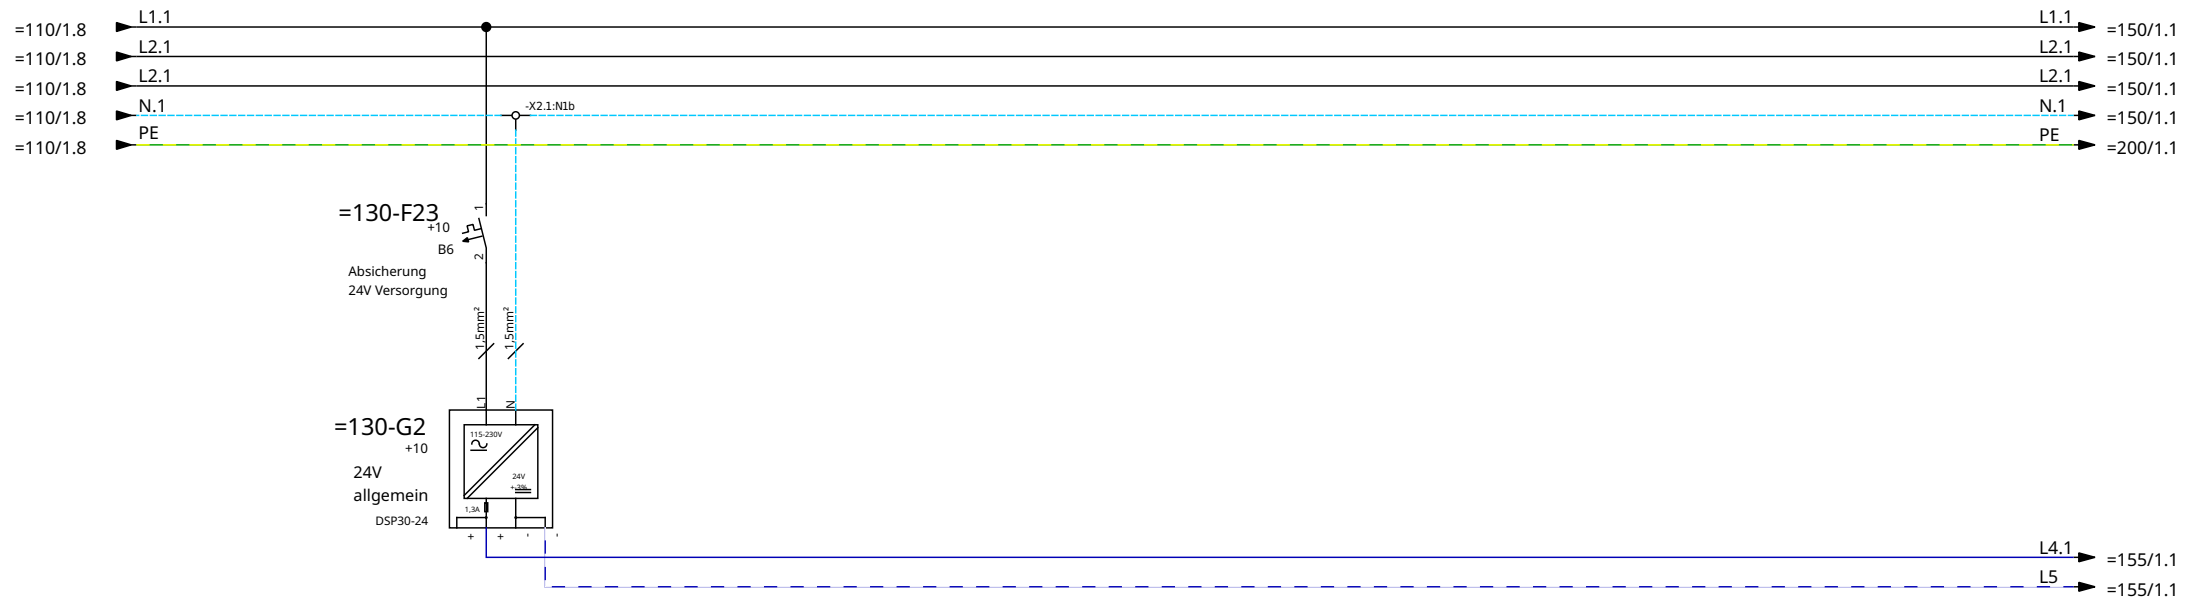 L1.1 L1.1
=110/1.8 =150/1.1
L2.1 L2.1
=110/1.8 =150/1.1
L2.1 L2.1
=110/1.8 =150/1.1
N.1 -X2.1:N1b N.1
=110/1.8 =150/1.1
PE PE
=110/1.8 =200/1.1
1
=130-F23
+10
B6
2
Absicherung
24V Versorgung
1,5mm² 1,5mm²
L1 N
=130-G2
115-230V
+10
24V
24V
+-3%
allgemein
1,3A
DSP30-24
+ + - -
L4.1
=155/1.1
L5
=155/1.1